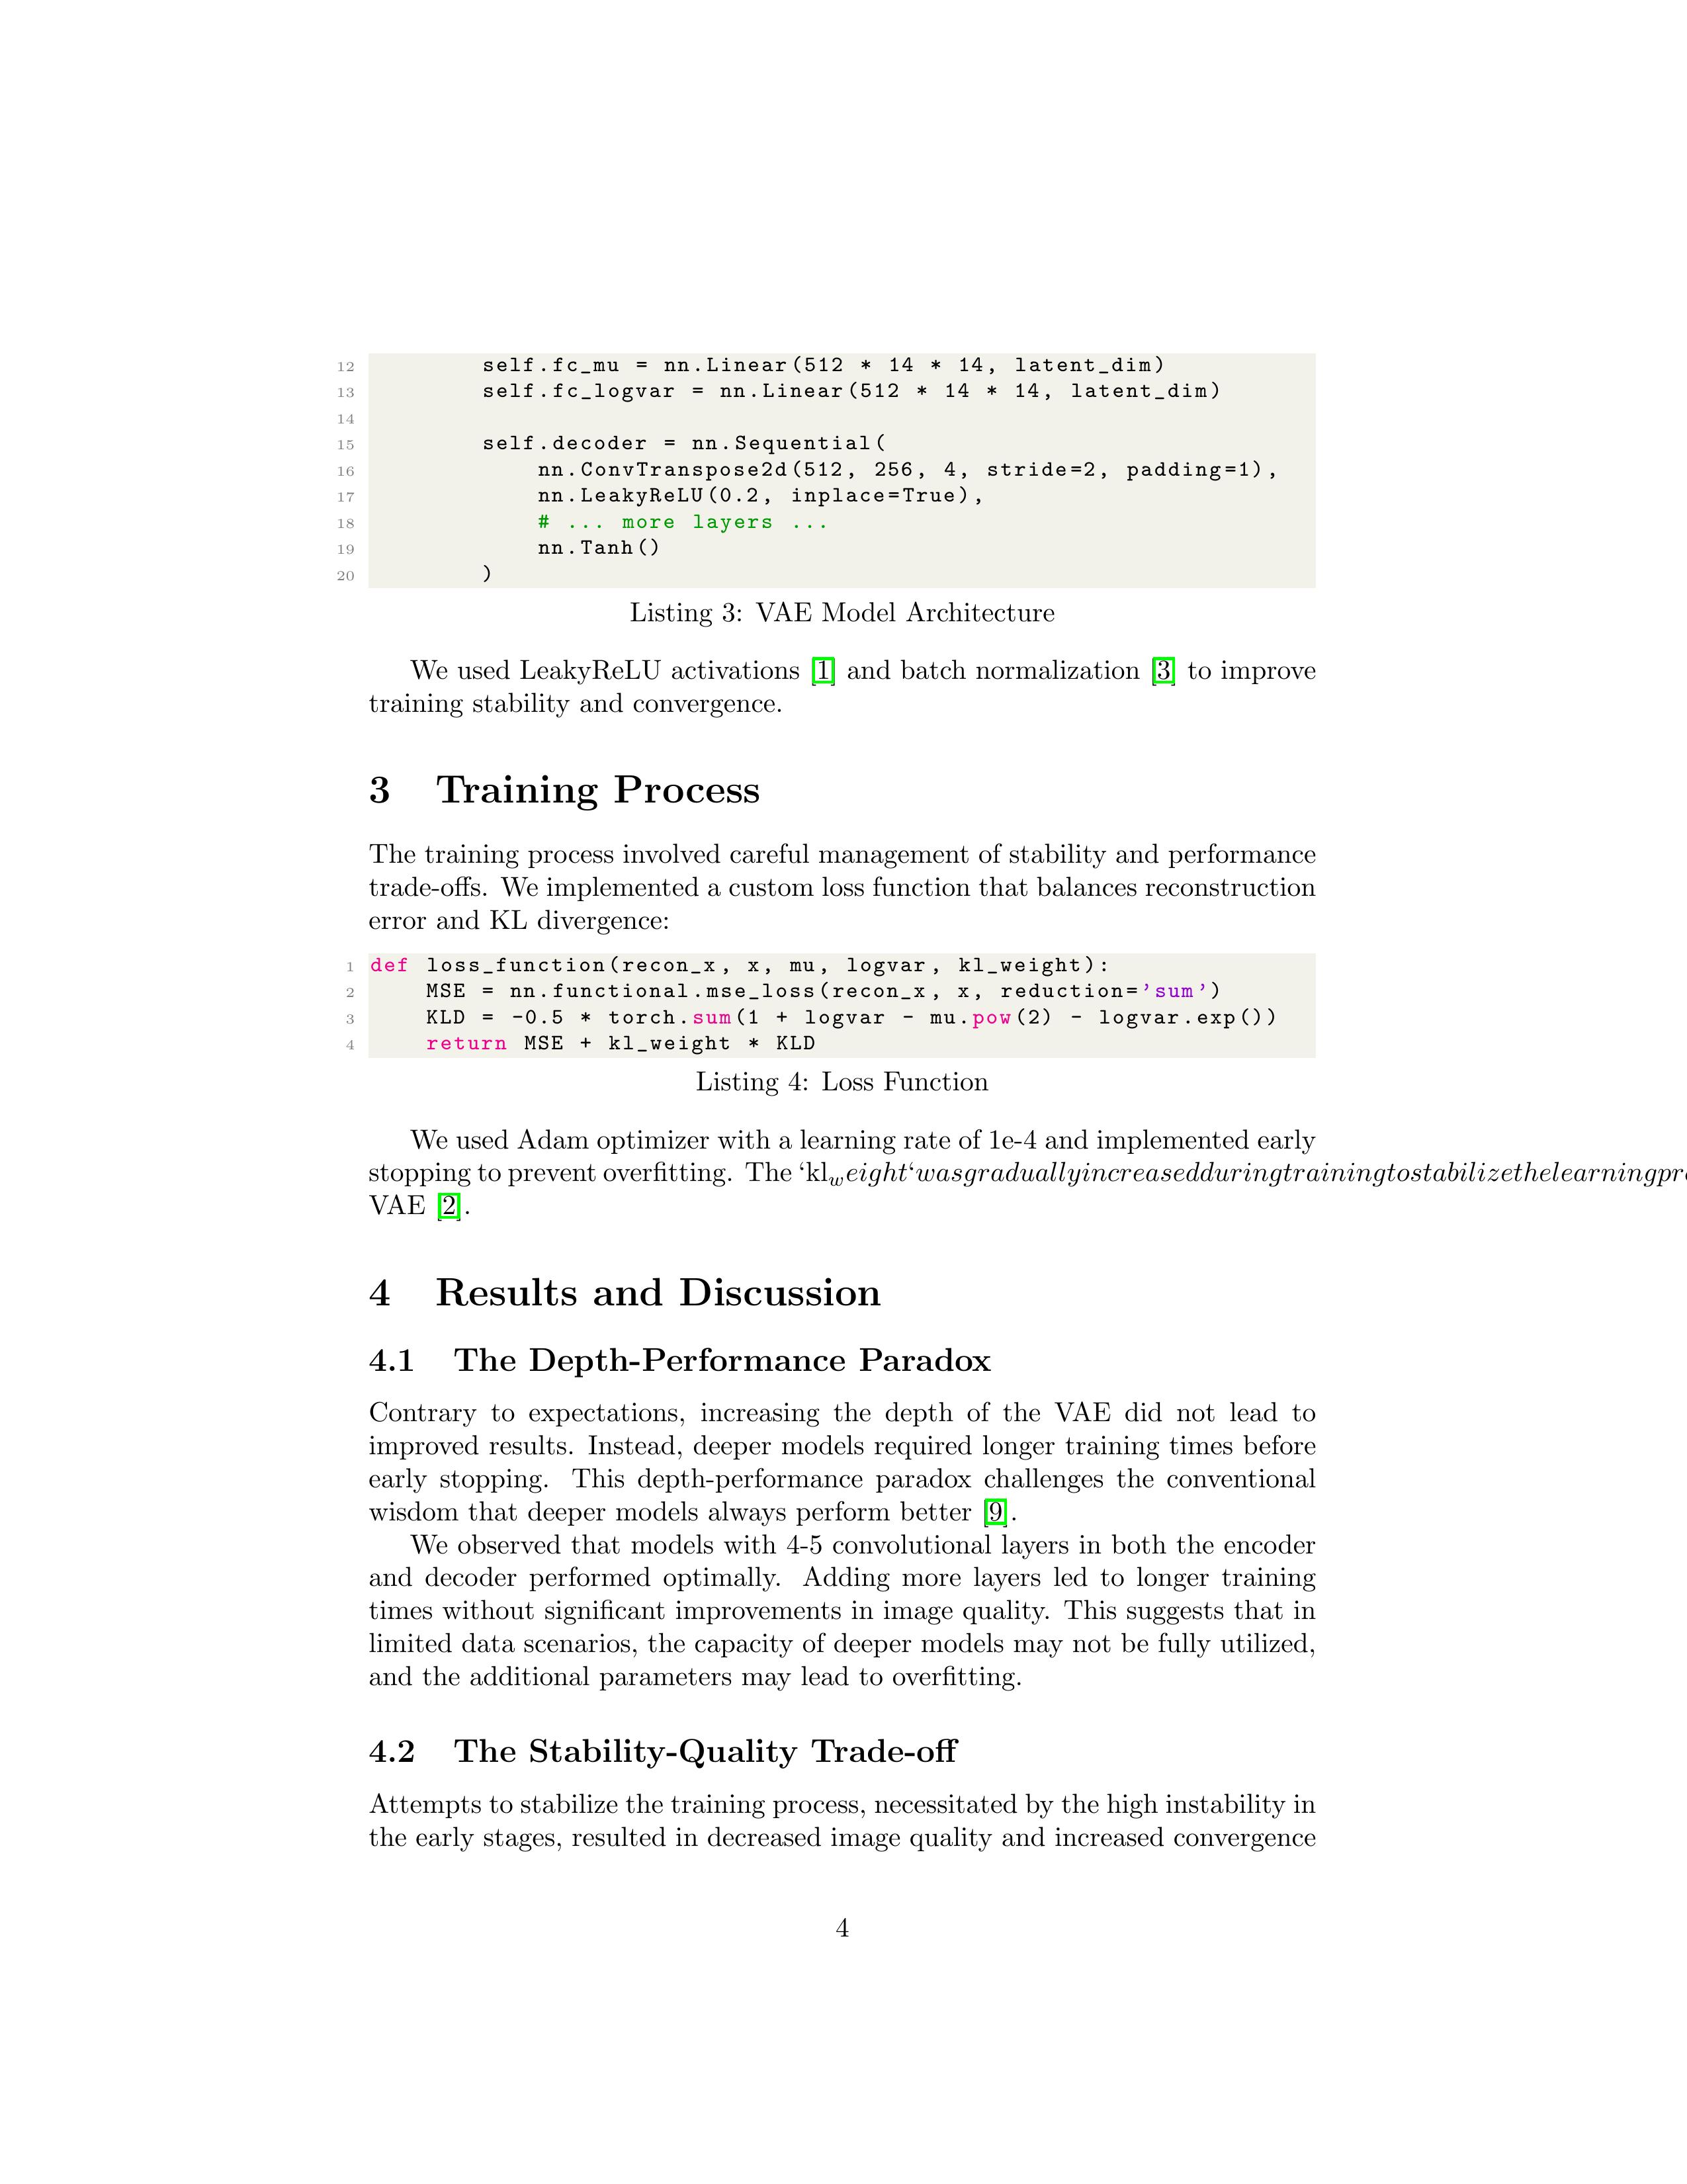 12 self.fc_mu = nn.Linear(512 * 14 * 14, latent_dim)
13 self.fc_logvar = nn.Linear(512 * 14 * 14, latent_dim)
14
15 self.decoder = nn.Sequential(
16 nn.ConvTranspose2d(512, 256, 4, stride=2, padding=1),
17 nn.LeakyReLU(0.2, inplace=True),
18 # ... more layers ...
19 nn.Tanh()
20 )
Listing 3: VAE Model Architecture
We used LeakyReLU activations [1] and batch normalization [3] to improve
training stability and convergence.
3 Training Process
The training process involved careful management of stability and performance
trade-offs. We implemented a custom loss function that balances reconstruction
error and KL divergence:
1 def loss_function(recon_x, x, mu, logvar, kl_weight):
2 MSE = nn.functional.mse_loss(recon_x, x, reduction='sum')
3 KLD = -0.5 * torch.sum(1 + logvar - mu.pow(2) - logvar.exp())
4 return MSE + kl_weight * KLD
Listing 4: Loss Function
We used Adam optimizer with a learning rate of 1e-4 and implemented early
stopping to prevent overfitting. The ‘kl_weight‘wasgraduallyincreasedduringtrainingtostabilizethelearningpr
VAE [2].
4 Results and Discussion
4.1 The Depth-Performance Paradox
Contrary to expectations, increasing the depth of the VAE did not lead to
improved results. Instead, deeper models required longer training times before
early stopping. This depth-performance paradox challenges the conventional
wisdom that deeper models always perform better [9].
We observed that models with 4-5 convolutional layers in both the encoder
and decoder performed optimally. Adding more layers led to longer training
times without significant improvements in image quality. This suggests that in
limited data scenarios, the capacity of deeper models may not be fully utilized,
and the additional parameters may lead to overfitting.
4.2 The Stability-Quality Trade-off
Attempts to stabilize the training process, necessitated by the high instability in
the early stages, resulted in decreased image quality and increased convergence
4